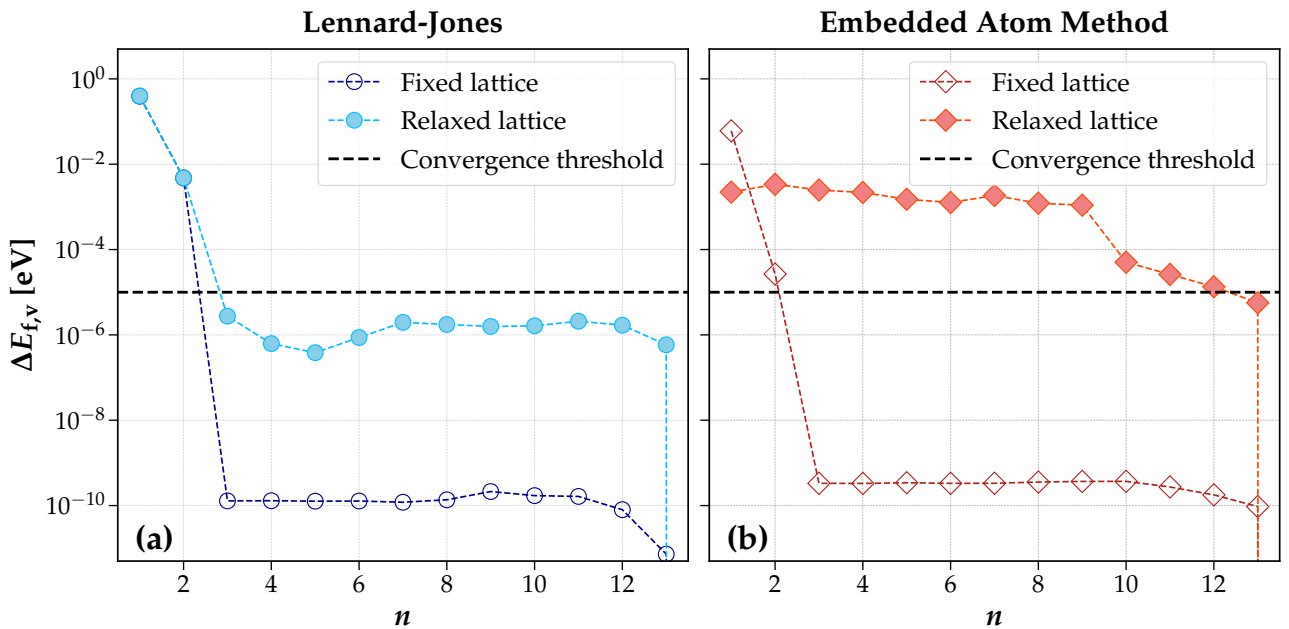 Lennard-Jones
Embedded Atom Method
Fixed lattice
Relaxed lattice
Convergence threshold
Fixed lattice
Relaxed lattice
Convergence threshold
ΔE_f,v [eV]
10⁰
10⁻²
10⁻⁴
10⁻⁶
10⁻⁸
10⁻¹⁰
(a)
(b)
2 4 6 8 10 12
2 4 6 8 10 12
n
n